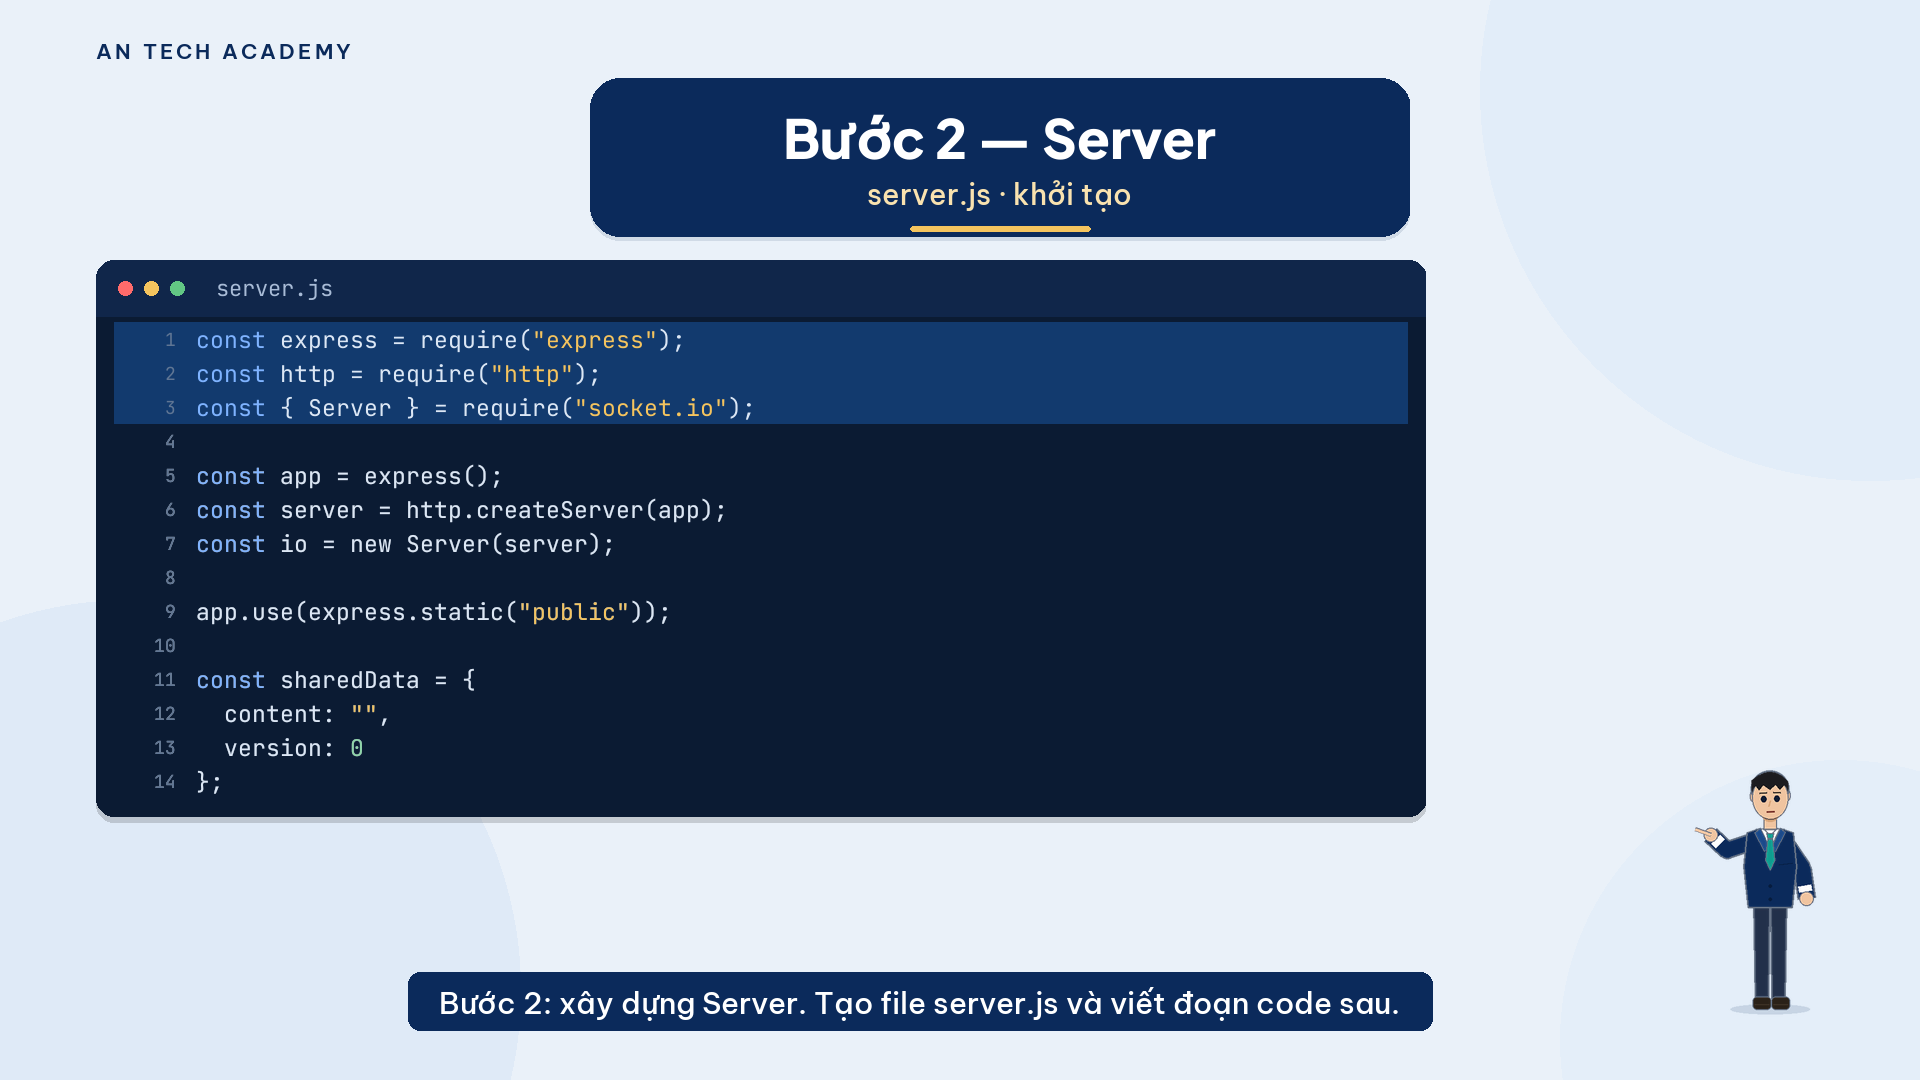 AN TECH ACADEMY
Bước 2 — Server
server.js · khởi tạo
server.js
1 const express = require("express");
2 const http = require("http");
3 const { Server } = require("socket.io");
4
5 const app = express();
6 const server = http.createServer(app);
7 const io = new Server(server);
8
9 app.use(express.static("public"));
10
11 const sharedData = {
12   content: "",
13   version: 0
14 };
Bước 2: xây dựng Server. Tạo file server.js và viết đoạn code sau.